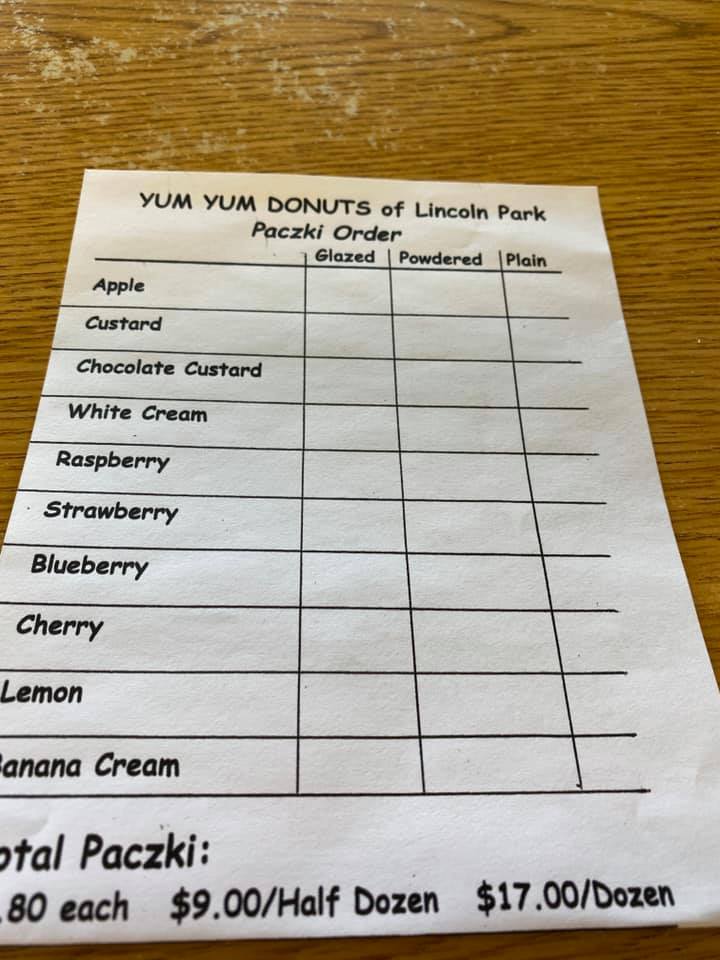 YUM YUM DONUTS of Lincoln Park
Paczki Order
Glazed Powdered Plain
Apple
Custard
Chocolate Custard
White Cream
Raspberry
Strawberry
Blueberry
Cherry
Lemon
anana Cream
otal Paczki:
.80 each $9.00/Half Dozen $17.00/Dozen